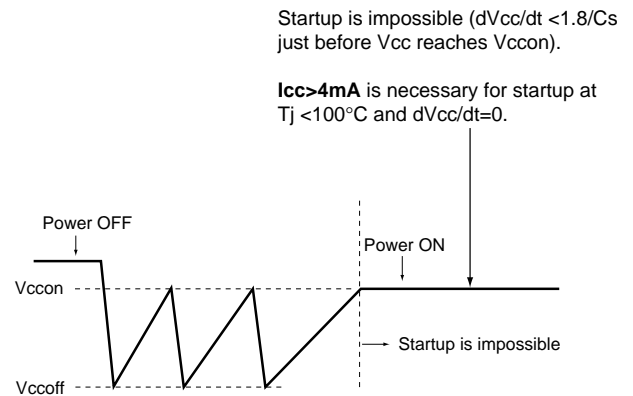 Startup is impossible (dVcc/dt <1.8/Cs
just before Vcc reaches Vccon).
Icc>4mA is necessary for startup at
Tj <100°C and dVcc/dt=0.
Power OFF
Power ON
Vccon
Startup is impossible
Vccoff